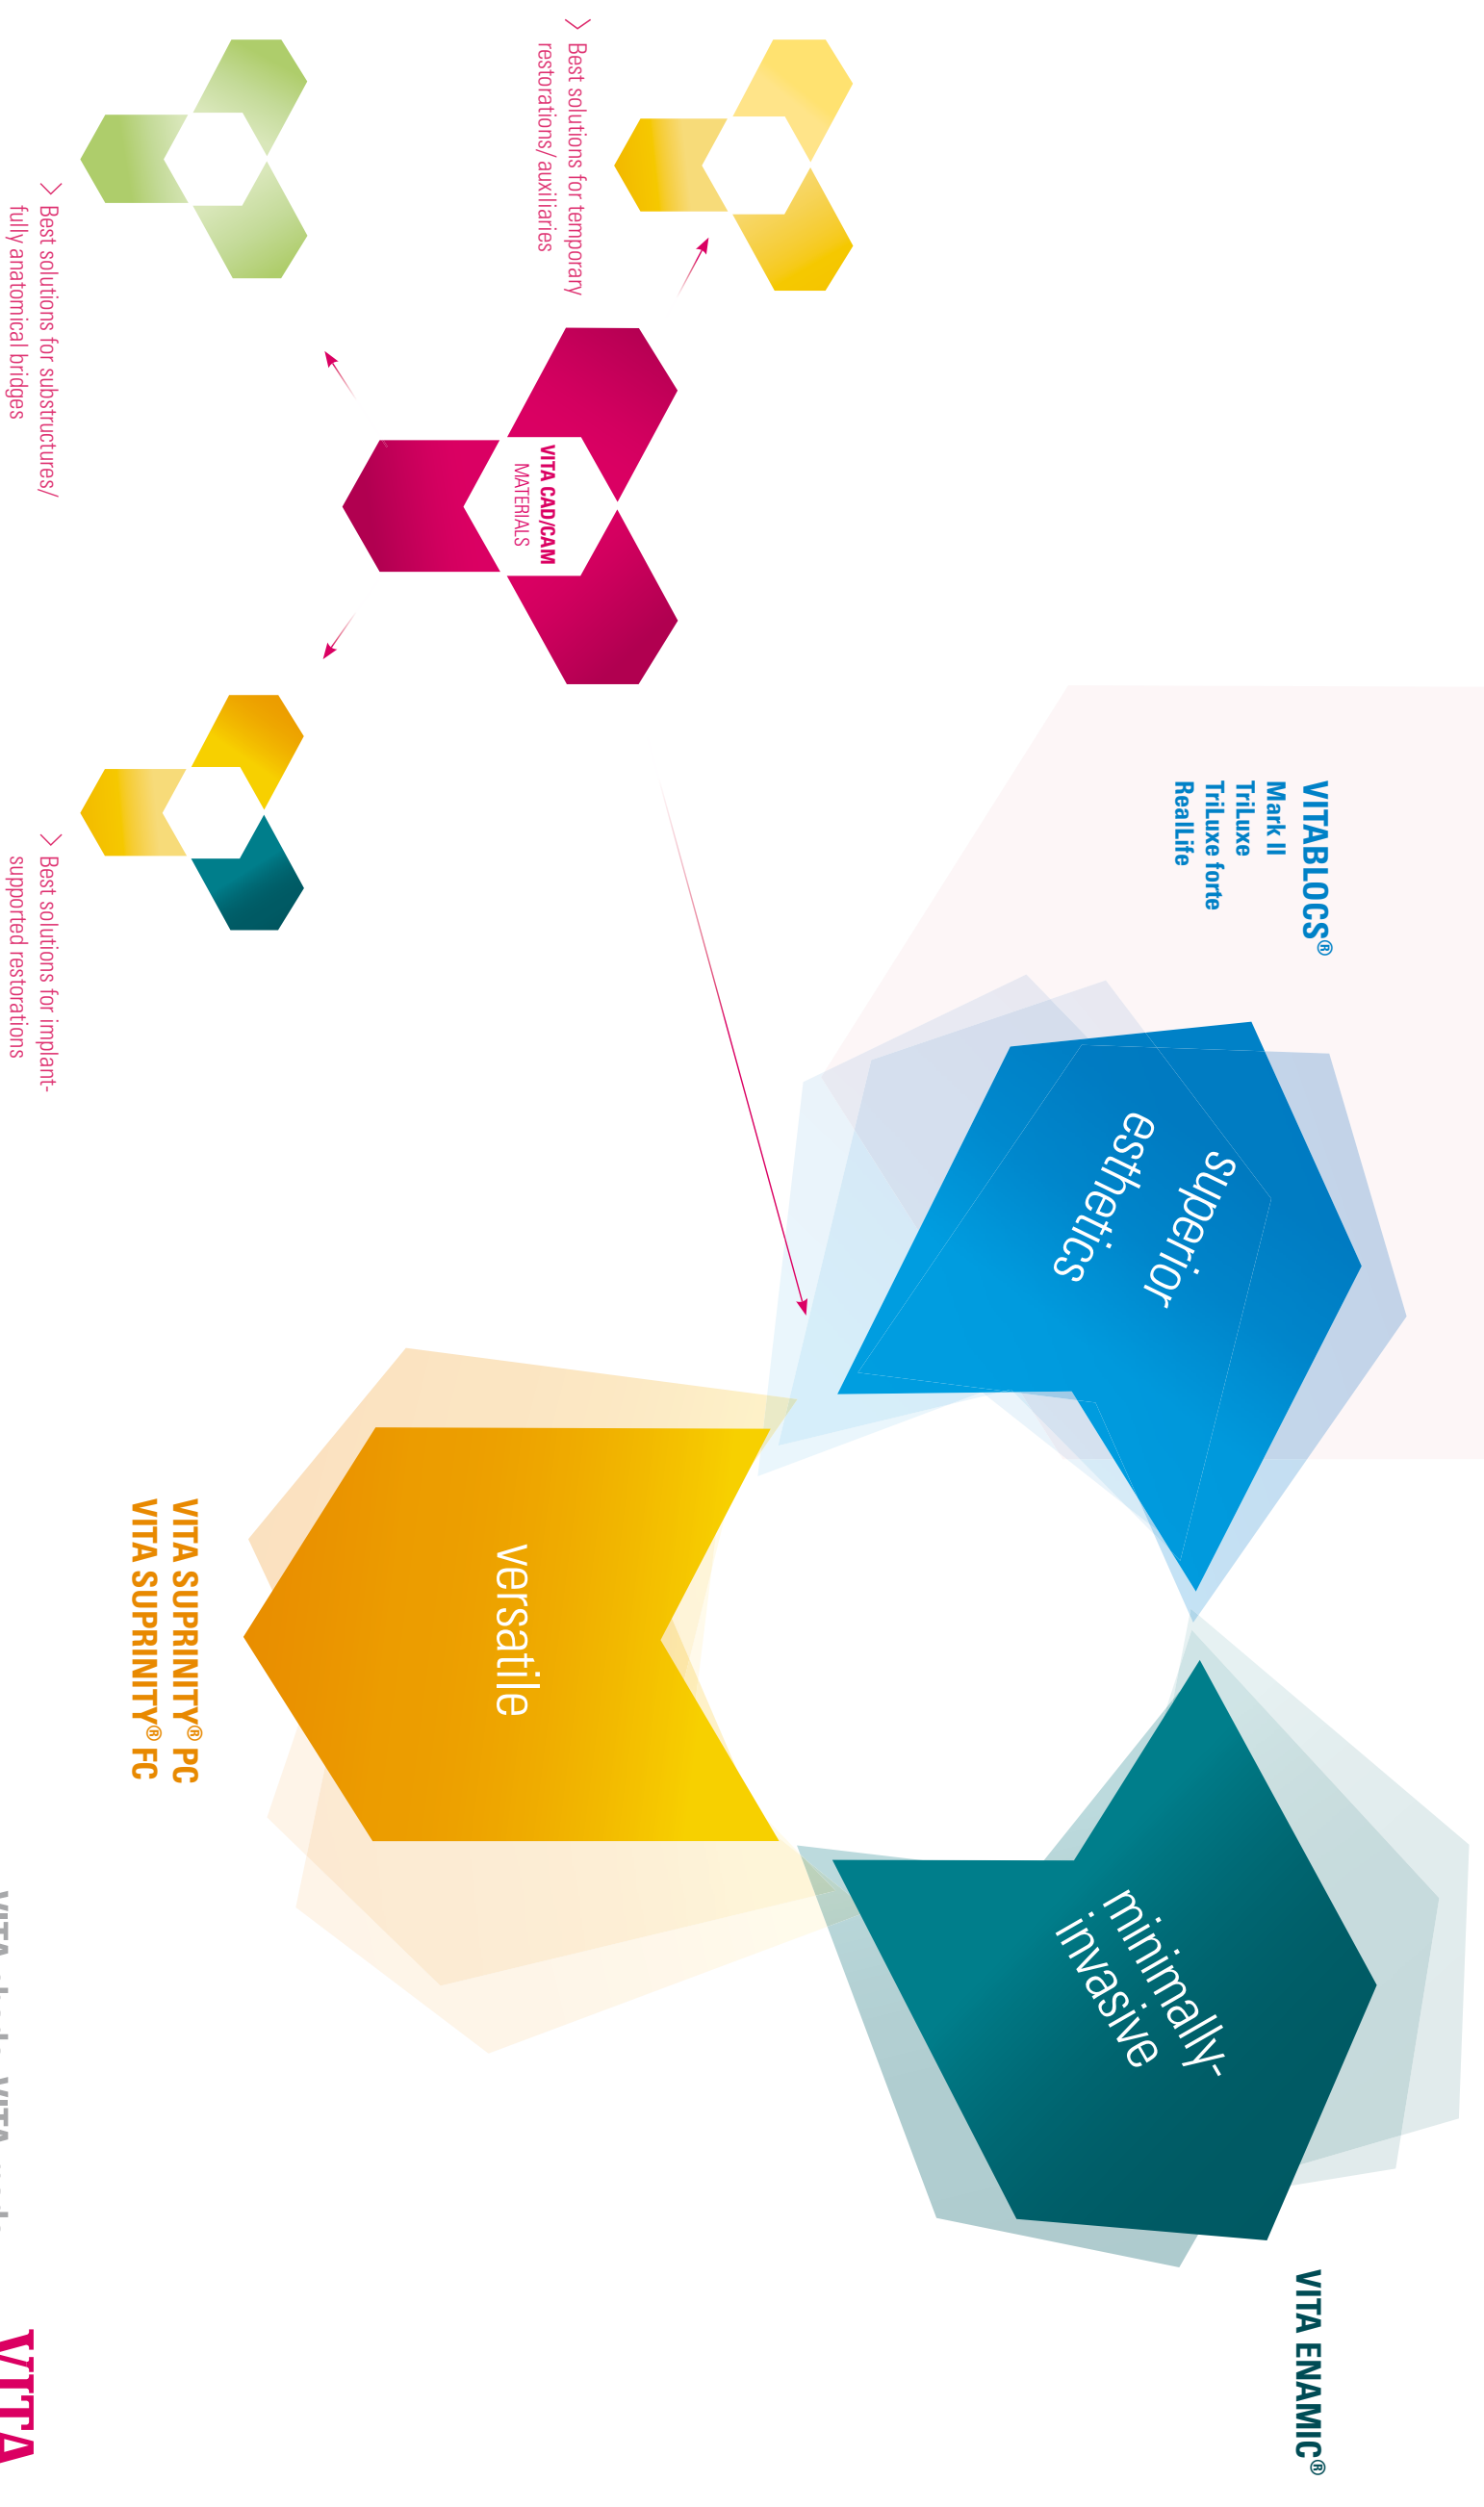 VITABLOCS®
Mark II
TriLuxe
TriLuxe forte
RealLife
superior
esthetics
VITA ENAMIC®
minimally-
invasive
versatile
VITA SUPRINITY® PC
VITA SUPRINITY® FC
VITA CAD/CAM
MATERIALS
Best solutions for temporary
restorations/ auxiliaries
Best solutions for substructures/
fully anatomical bridges
Best solutions for implant-
supported restorations
VITA